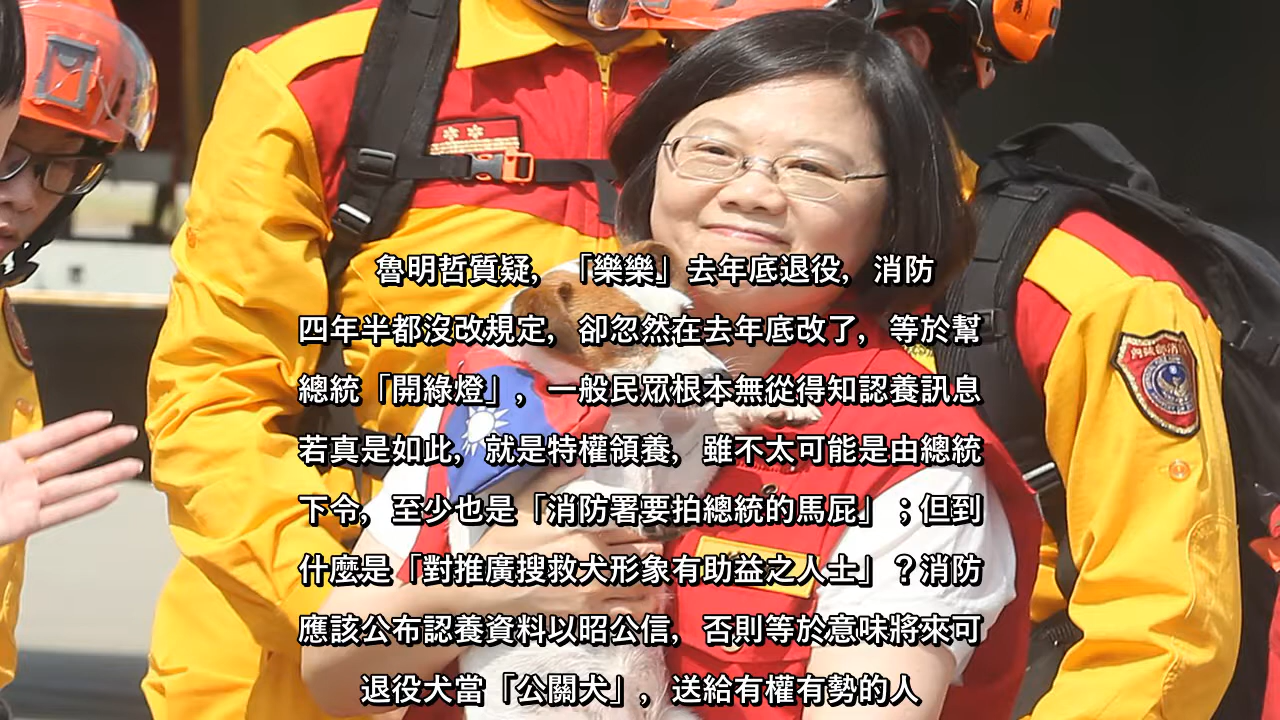 魯明哲質疑，「樂樂」去年底退役，消防
四年半都沒改規定，卻忽然在去年底改了，等於幫
總統「開綠燈」，一般民眾根本無從得知認養訊息
若真是如此，就是特權領養，雖不太可能是由總統
下令，至少也是「消防署要拍總統的馬屁」；但到
什麼是「對推廣搜救犬形象有助益之人士」？消防
應該公布認養資料以昭公信，否則等於意味將來可
退役犬當「公關犬」，送給有權有勢的人